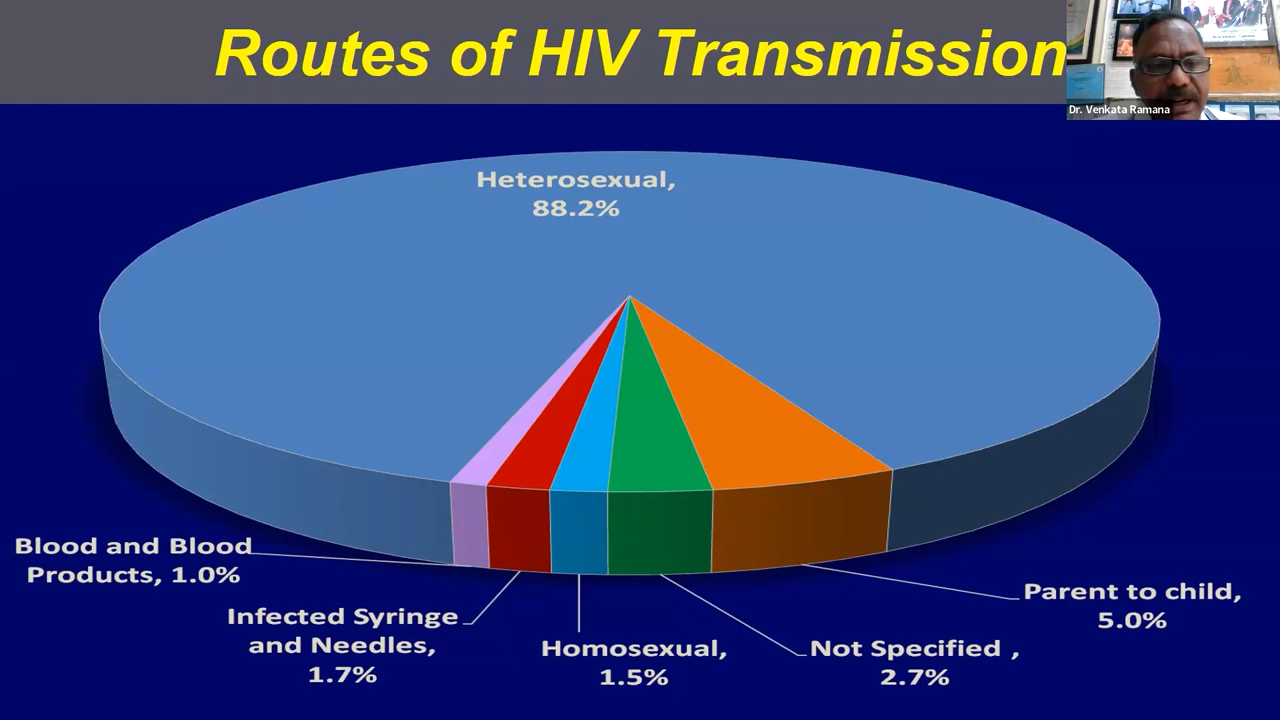 Routes of HIV Transmission
Dr. Venkata Ramana
Heterosexual,
88.2%
Blood and Blood
Products, 1.0%
Infected Syringe
and Needles,
1.7%
Homosexual,
1.5%
Not Specified ,
2.7%
Parent to child,
5.0%